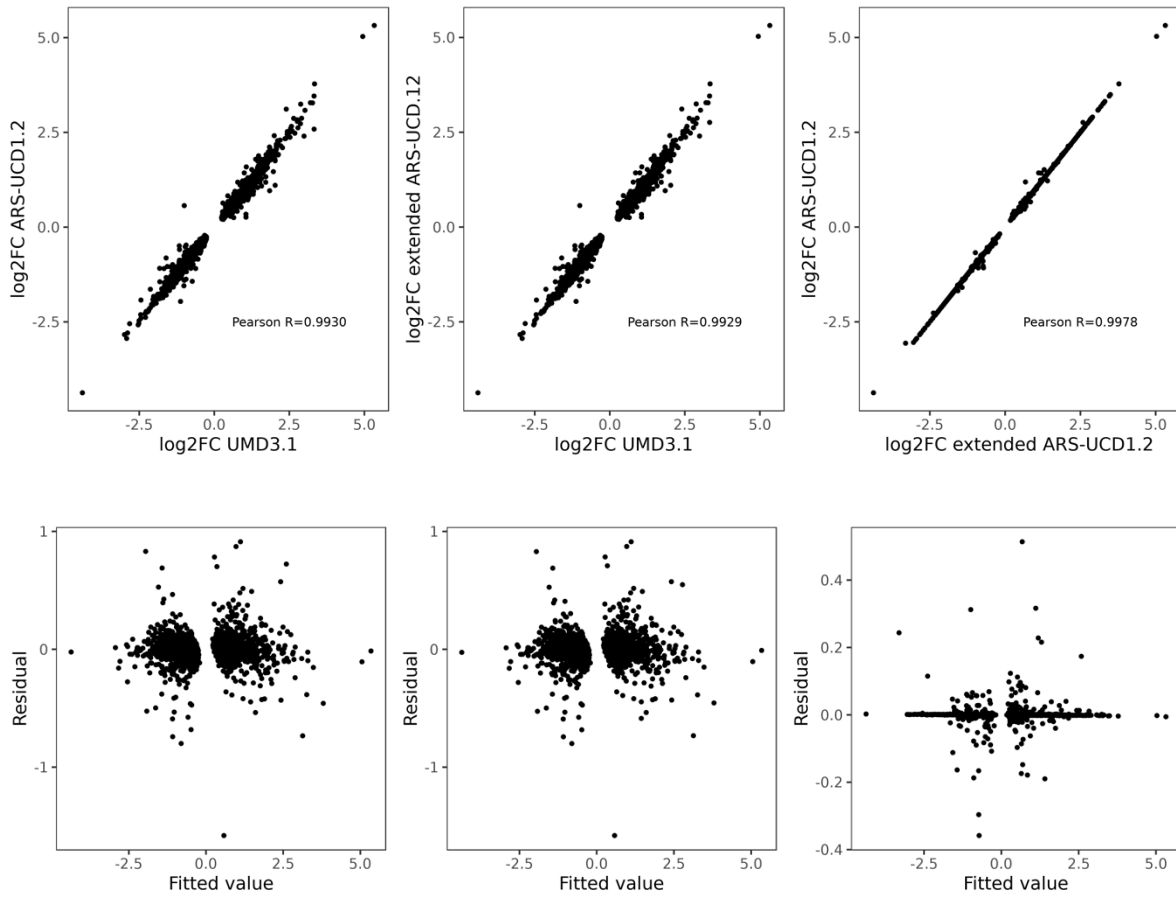 5.0
2.5
0.0
-2.5
log2FC ARS-UCD1.2
Pearson R=0.9930
-2.5 0.0 2.5 5.0
log2FC UMD3.1
5.0
2.5
0.0
-2.5
log2FC extended ARS-UCD.12
Pearson R=0.9929
-2.5 0.0 2.5 5.0
log2FC UMD3.1
5.0
2.5
0.0
-2.5
log2FC ARS-UCD1.2
Pearson R=0.9978
-2.5 0.0 2.5 5.0
log2FC extended ARS-UCD1.2
1
0
-1
Residual
-2.5 0.0 2.5 5.0
Fitted value
1
0
-1
Residual
-2.5 0.0 2.5 5.0
Fitted value
0.4
0.2
0.0
-0.2
-0.4
Residual
-2.5 0.0 2.5 5.0
Fitted value